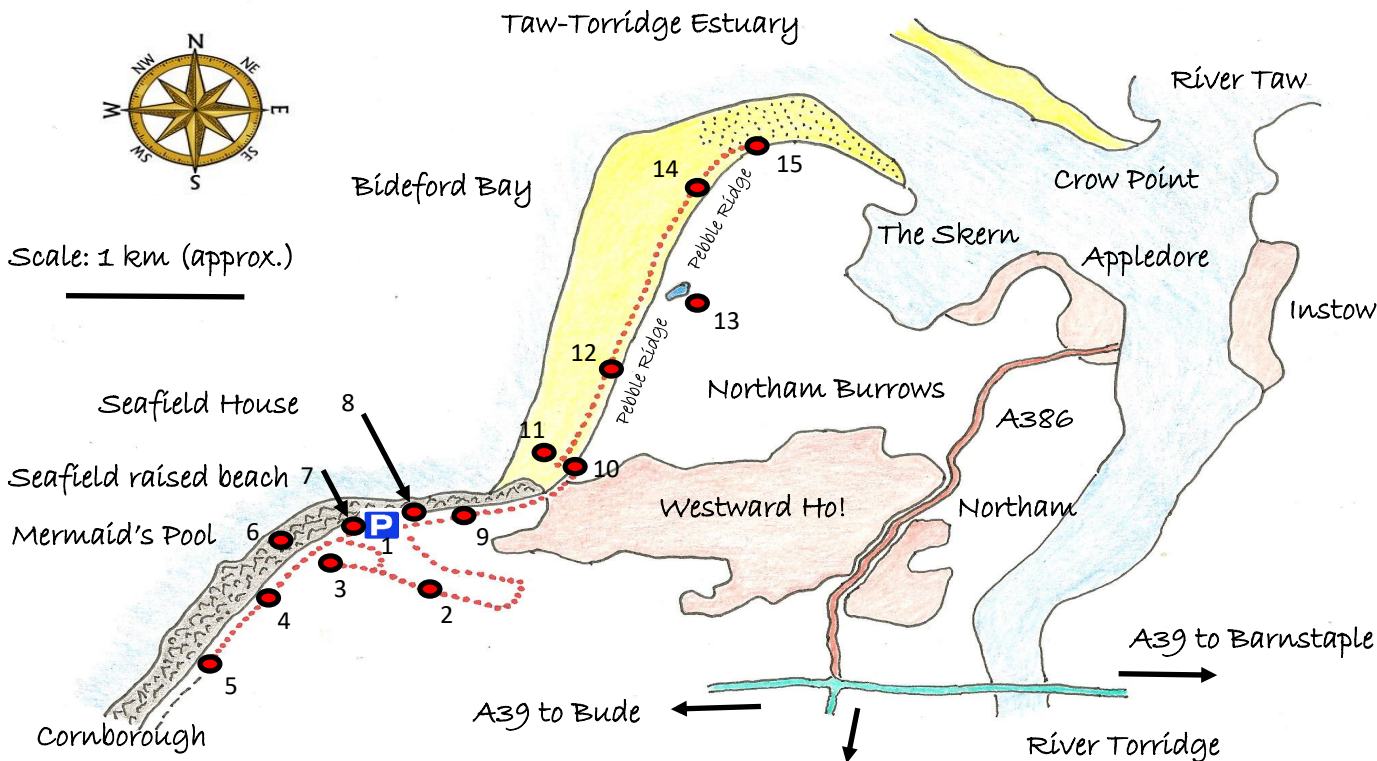 Taw-Torridge Estuary
N
NW
NE
W
E
SW
SE
S
River Taw
Bideford Bay
14
15
Crow Point
Pebble Ridge
The Skern
Appledore
Scale: 1 km (approx.)
13
Instow
12
Pebble Ridge
Northam Burrows
Seafield House
8
A386
11
10
Seafield raised beach
7
Westward Ho!
Northam
Mermaid's Pool
6
P
1
9
3
2
4
5
A39 to Barnstaple
A39 to Bude
Cornborough
River Torridge